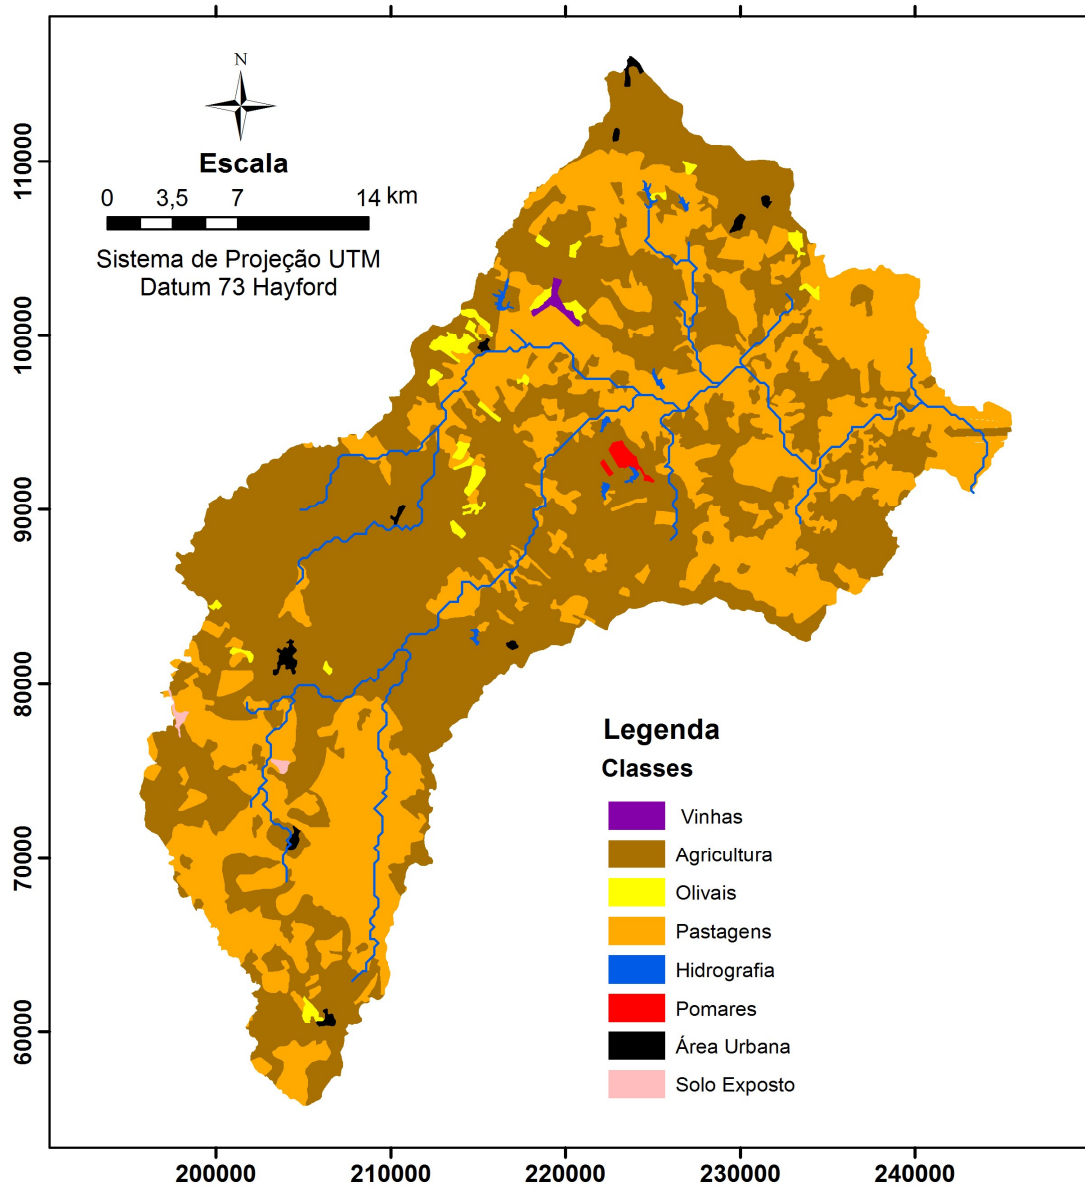 N
Escala
0 3,5 7 14 km
Sistema de Projeção UTM
Datum 73 Hayford
110000
100000
90000
80000
70000
60000
Legenda
Classes
Vinhas
Agricultura
Olivais
Pastagens
Hidrografia
Pomares
Área Urbana
Solo Exposto
200000 210000 220000 230000 240000